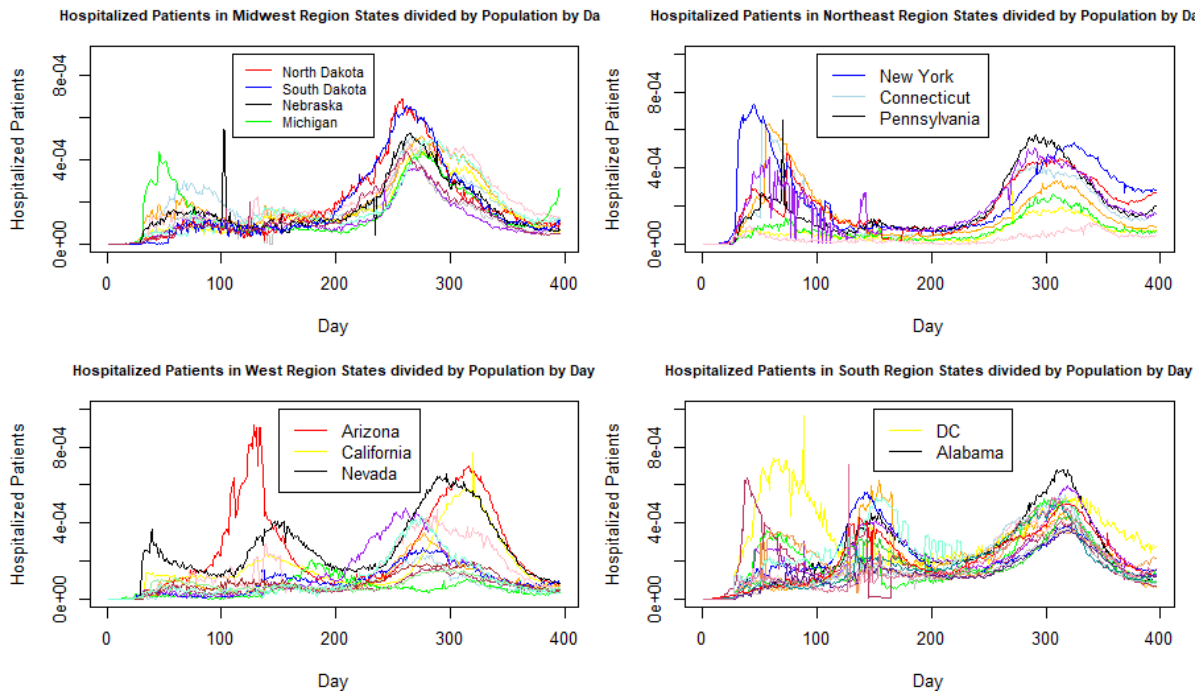 Hospitalized Patients in Midwest Region States divided by Population by Da
Hospitalized Patients
8e-04
4e-04
0e+00
North Dakota
South Dakota
Nebraska
Michigan
0 100 200 300 400
Day
Hospitalized Patients in Northeast Region States divided by Population by Da
Hospitalized Patients
8e-04
4e-04
0e+00
New York
Connecticut
Pennsylvania
0 100 200 300 400
Day
Hospitalized Patients in West Region States divided by Population by Day
Hospitalized Patients
8e-04
4e-04
0e+00
Arizona
California
Nevada
0 100 200 300 400
Day
Hospitalized Patients in South Region States divided by Population by Day
Hospitalized Patients
8e-04
4e-04
0e+00
DC
Alabama
0 100 200 300 400
Day